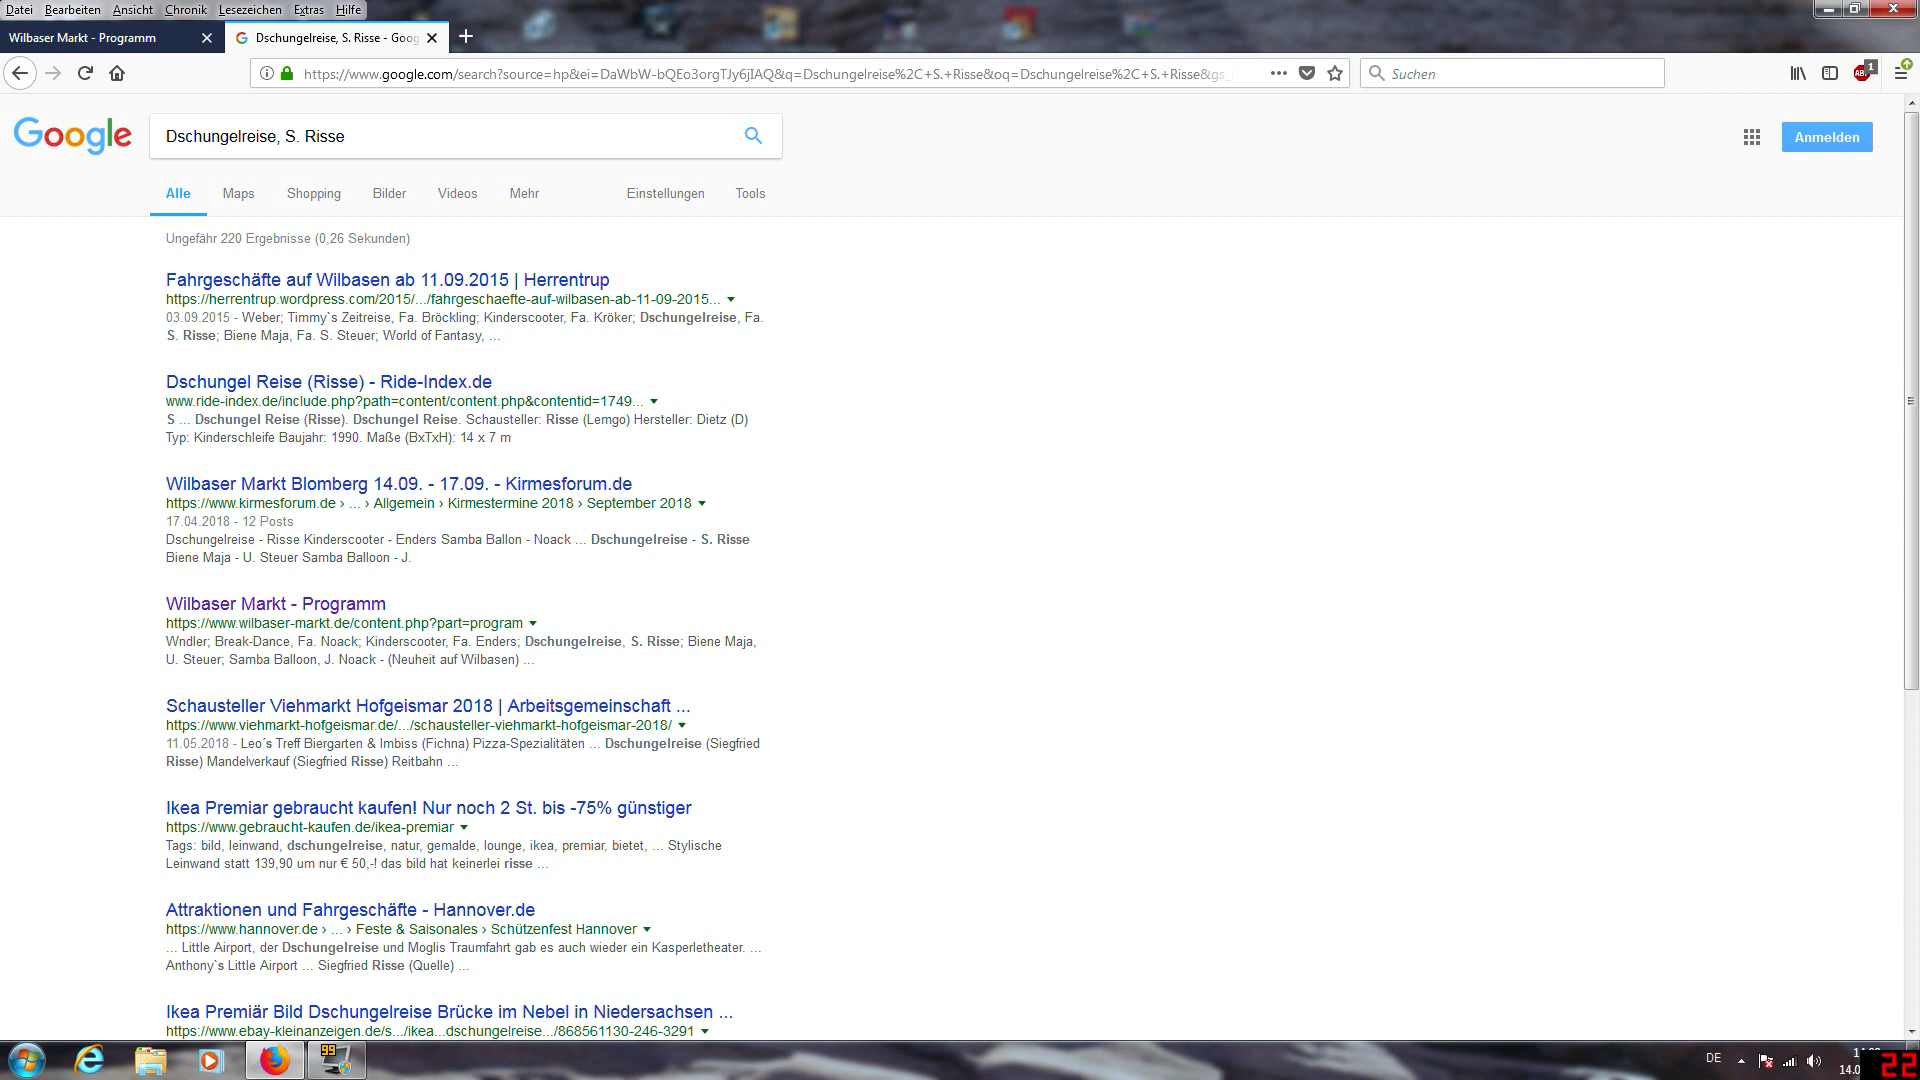 Datei Bearbeiten Ansicht Chronik Lesezeichen Extras Hilfe
Wilbaser Markt - Programm
Dschungelreise, S. Risse - Goog
https://www.google.com/search?source=hp&ei=DaWbW-bQEo3orgTJy6jIAQ&q=Dschungelreise%2C+S.+Risse&oq=Dschungelreise%2C+S.+Risse&gs_
Suchen
ABP 1
Google
Dschungelreise, S. Risse
Anmelden
Alle Maps Shopping Bilder Videos Mehr Einstellungen Tools
Ungefähr 220 Ergebnisse (0,26 Sekunden)
Fahrgeschäfte auf Wilbasen ab 11.09.2015 | Herrentrup
https://herrentrup.wordpress.com/2015/.../fahrgeschaefte-auf-wilbasen-ab-11-09-2015...
03.09.2015 - Weber; Timmy`s Zeitreise, Fa. Bröckling; Kinderscooter, Fa. Kröker; Dschungelreise, Fa.
S. Risse; Biene Maja, Fa. S. Steuer; World of Fantasy, ...
Dschungel Reise (Risse) - Ride-Index.de
www.ride-index.de/include.php?path=content/content.php&contentid=1749...
S ... Dschungel Reise (Risse). Dschungel Reise. Schausteller: Risse (Lemgo) Hersteller: Dietz (D)
Typ: Kinderschleife Baujahr: 1990. Maße (BxTxH): 14 x 7 m
Wilbaser Markt Blomberg 14.09. - 17.09. - Kirmesforum.de
https://www.kirmesforum.de › ... › Allgemein › Kirmestermine 2018 › September 2018
17.04.2018 - 12 Posts
Dschungelreise - Risse Kinderscooter - Enders Samba Ballon - Noack ... Dschungelreise - S. Risse
Biene Maja - U. Steuer Samba Balloon - J.
Wilbaser Markt - Programm
https://www.wilbaser-markt.de/content.php?part=program
Wndler; Break-Dance, Fa. Noack; Kinderscooter, Fa. Enders; Dschungelreise, S. Risse; Biene Maja,
U. Steuer; Samba Balloon, J. Noack - (Neuheit auf Wilbasen) ...
Schausteller Viehmarkt Hofgeismar 2018 | Arbeitsgemeinschaft ...
https://www.viehmarkt-hofgeismar.de/.../schausteller-viehmarkt-hofgeismar-2018/
11.05.2018 - Leo´s Treff Biergarten & Imbiss (Fichna) Pizza-Spezialitäten ... Dschungelreise (Siegfried
Risse) Mandelverkauf (Siegfried Risse) Reitbahn ...
Ikea Premiar gebraucht kaufen! Nur noch 2 St. bis -75% günstiger
https://www.gebraucht-kaufen.de/ikea-premiar
Tags: bild, leinwand, dschungelreise, natur, gemalde, lounge, ikea, premiar, bietet, ... Stylische
Leinwand statt 139,90 um nur € 50,-! das bild hat keinerlei risse ...
Attraktionen und Fahrgeschäfte - Hannover.de
https://www.hannover.de › ... › Feste & Saisonales › Schützenfest Hannover
... Little Airport, der Dschungelreise und Moglis Traumfahrt gab es auch wieder ein Kasperletheater. ...
Anthony`s Little Airport ... Siegfried Risse (Quelle) ...
Ikea Premiär Bild Dschungelreise Brücke im Nebel in Niedersachsen ...
https://www.ebay-kleinanzeigen.de/s.../ikea...dschungelreise.../868561130-246-3291
99
DE
22